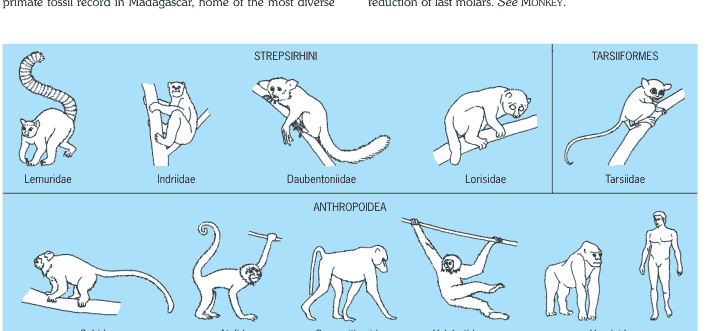 primate fossil record in Madagascar, home of the most diverse
reduction of last molars. See MONKEY.
STREPSIRHINI
TARSIIFORMES
Lemuridae
Indriidae
Daubentoniidae
Lorisidae
Tarsiidae
ANTHROPOIDEA